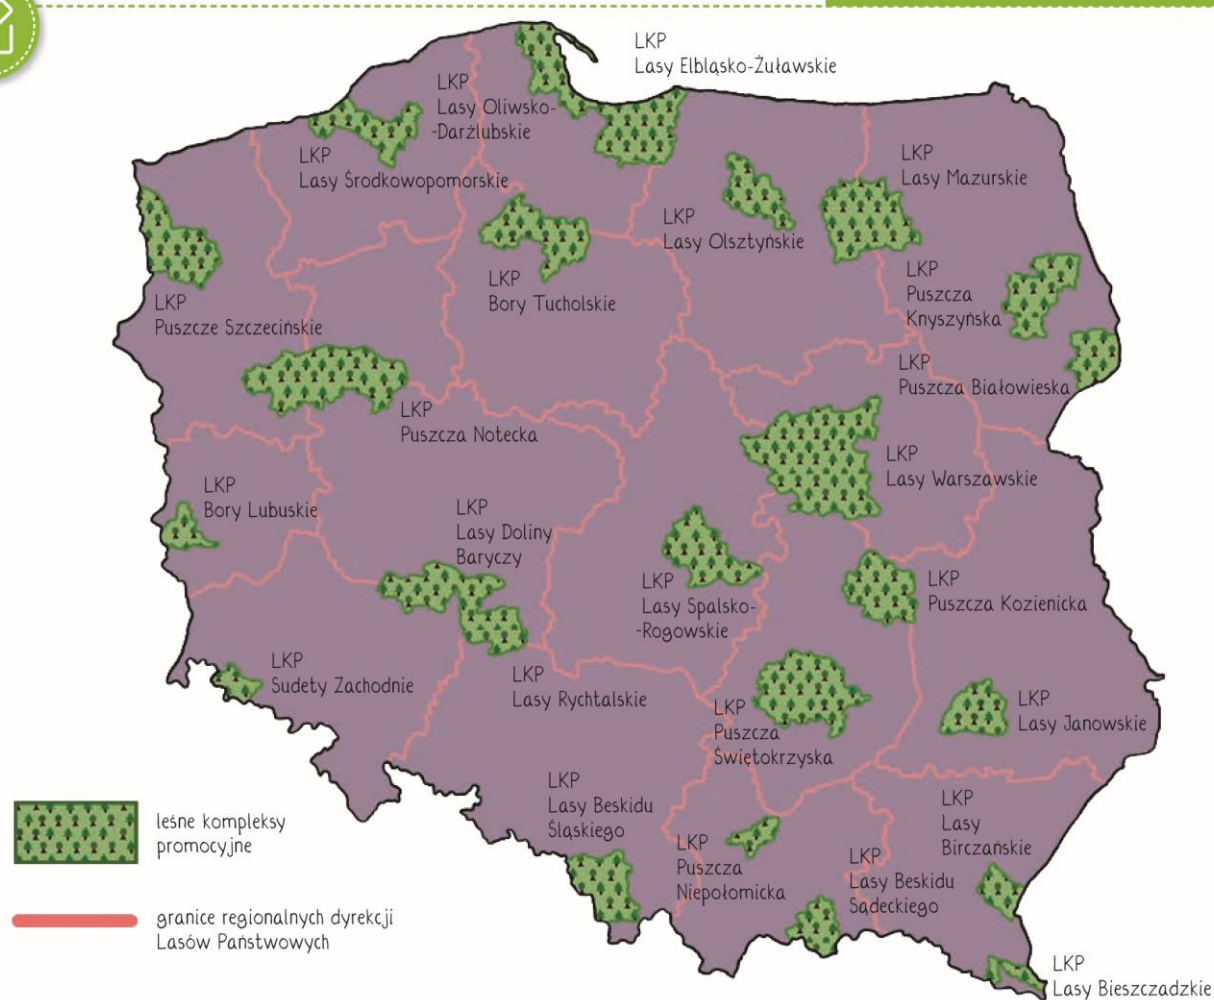 LKP
Lasy Elbląsko-Żuławskie
LKP
Lasy Oliwsko-
-Darżlubskie
LKP
Lasy Środkowopomorskie
LKP
Lasy Mazurskie
LKP
Lasy Olsztyńskie
LKP
Bory Tucholskie
LKP
Puszcza
Knyszyńska
LKP
Puszcze Szczecińskie
LKP
Puszcza Białowieska
LKP
Puszcza Notecka
LKP
Lasy Warszawskie
LKP
Bory Lubuskie
LKP
Lasy Doliny
Baryczy
LKP
Lasy Spalsko-
-Rogowskie
LKP
Puszcza Kozienicka
LKP
Sudety Zachodnie
LKP
Lasy Rychtalskie
LKP
Puszcza
Świętokrzyska
LKP
Lasy Janowskie
LKP
Lasy Beskidu
Śląskiego
LKP
Puszcza
Niepołomicka
LKP
Lasy Beskidu
Sądeckiego
LKP
Lasy
Birczańskie
LKP
Lasy Bieszczadzkie
leśne kompleksy
promocyjne
granice regionalnych dyrekcji
Lasów Państwowych